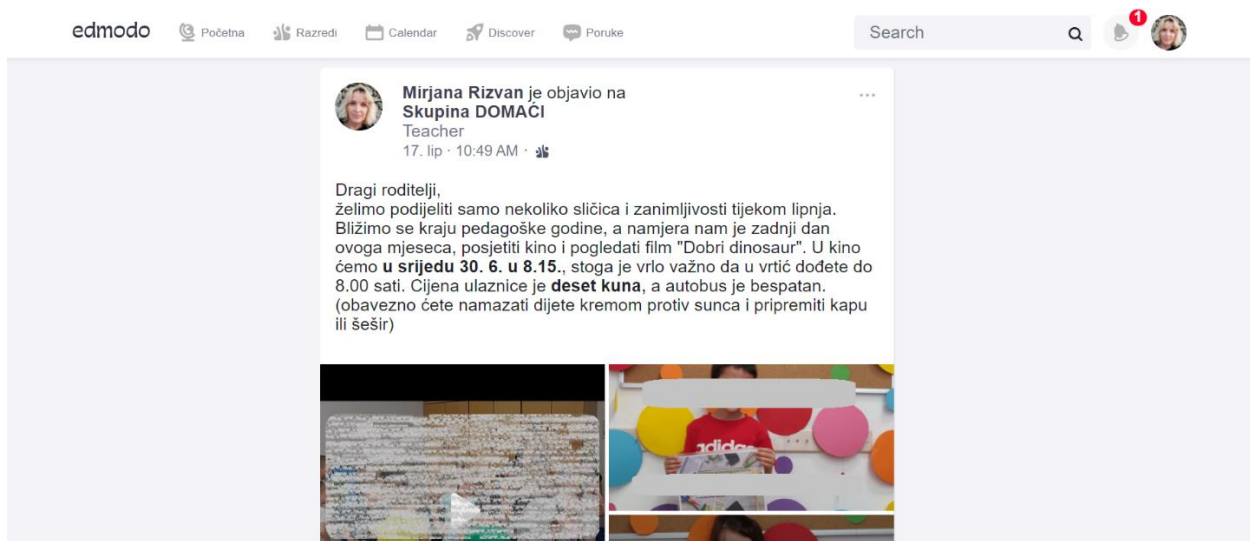 edmodo Početna Razredi Calendar Discover Poruke Search 1
Mirjana Rizvan je objavio na
Skupina DOMAĆI
Teacher
17. lip · 10:49 AM ·
Dragi roditelji,
želimo podijeliti samo nekoliko sličica i zanimljivosti tijekom lipnja.
Bližimo se kraju pedagoške godine, a namjera nam je zadnji dan
ovoga mjeseca, posjetiti kino i pogledati film "Dobri dinosaur". U kino
ćemo u srijedu 30. 6. u 8.15., stoga je vrlo važno da u vrtić dođete do
8.00 sati. Cijena ulaznice je deset kuna, a autobus je bespatan.
(obavezno ćete namazati dijete kremom protiv sunca i pripremiti kapu
ili šešir)
adidas